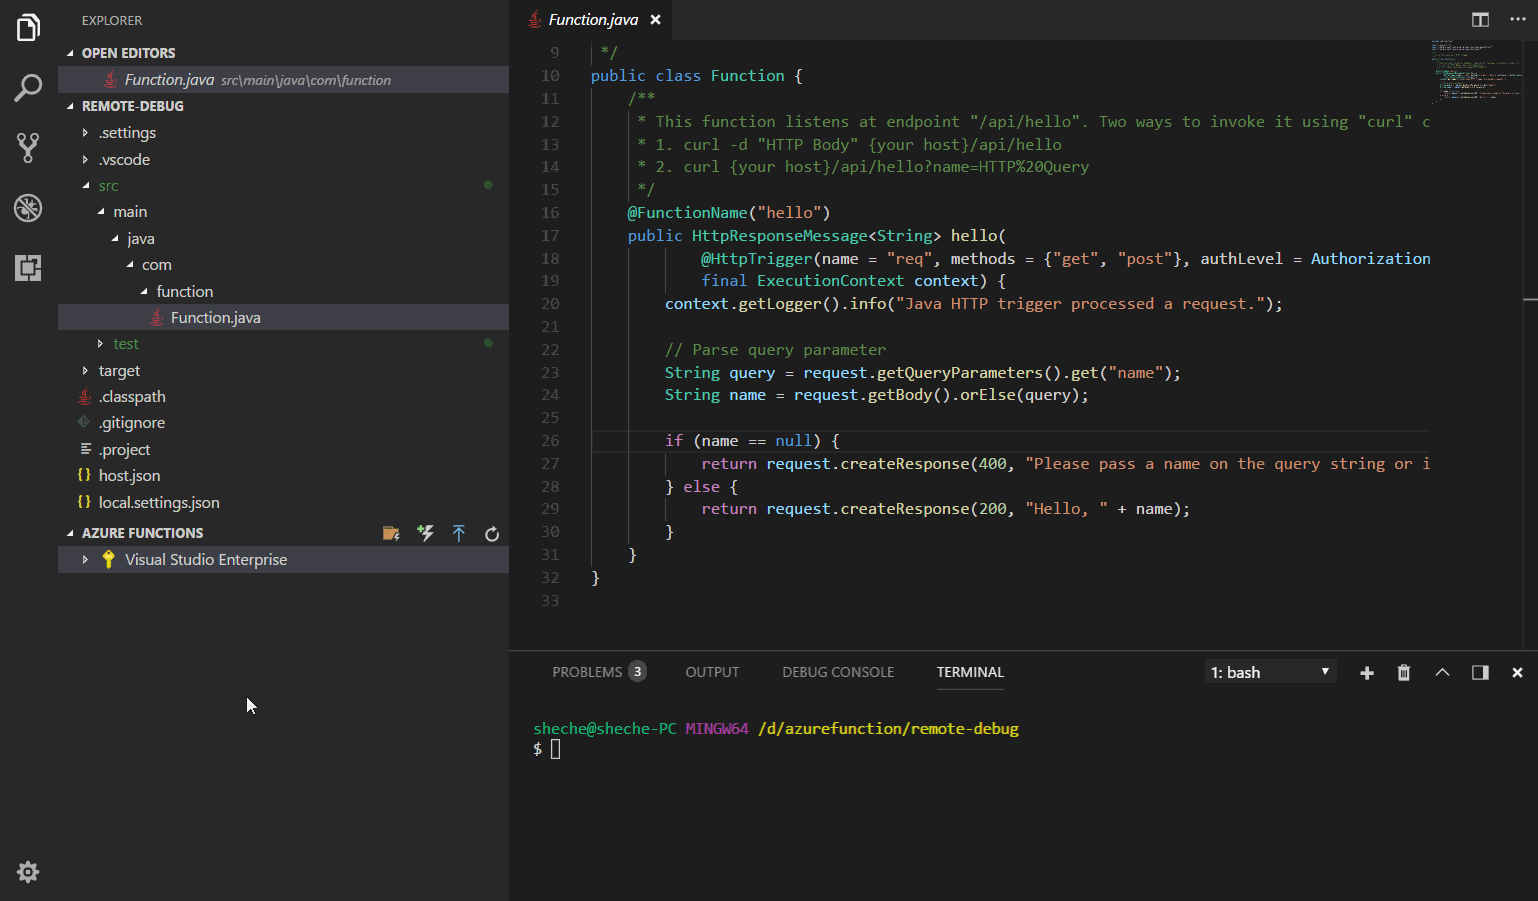 EXPLORER
OPEN EDITORS
Function.java src\main\java\com\function
REMOTE-DEBUG
.settings
.vscode
src
main
java
com
function
Function.java
test
target
.classpath
.gitignore
.project
host.json
local.settings.json
AZURE FUNCTIONS
Visual Studio Enterprise
Function.java
9 */
10 public class Function {
11 /**
12 * This function listens at endpoint "/api/hello". Two ways to invoke it using "curl" c
13 * 1. curl -d "HTTP Body" {your host}/api/hello
14 * 2. curl {your host}/api/hello?name=HTTP%20Query
15 */
16 @FunctionName("hello")
17 public HttpResponseMessage<String> hello(
18 @HttpTrigger(name = "req", methods = {"get", "post"}, authLevel = Authorization
19 final ExecutionContext context) {
20 context.getLogger().info("Java HTTP trigger processed a request.");
21
22 // Parse query parameter
23 String query = request.getQueryParameters().get("name");
24 String name = request.getBody().orElse(query);
25
26 if (name == null) {
27 return request.createResponse(400, "Please pass a name on the query string or i
28 } else {
29 return request.createResponse(200, "Hello, " + name);
30 }
31 }
32 }
33
PROBLEMS 3 OUTPUT DEBUG CONSOLE TERMINAL 1: bash
sheche@sheche-PC MINGW64 /d/azurefunction/remote-debug
$